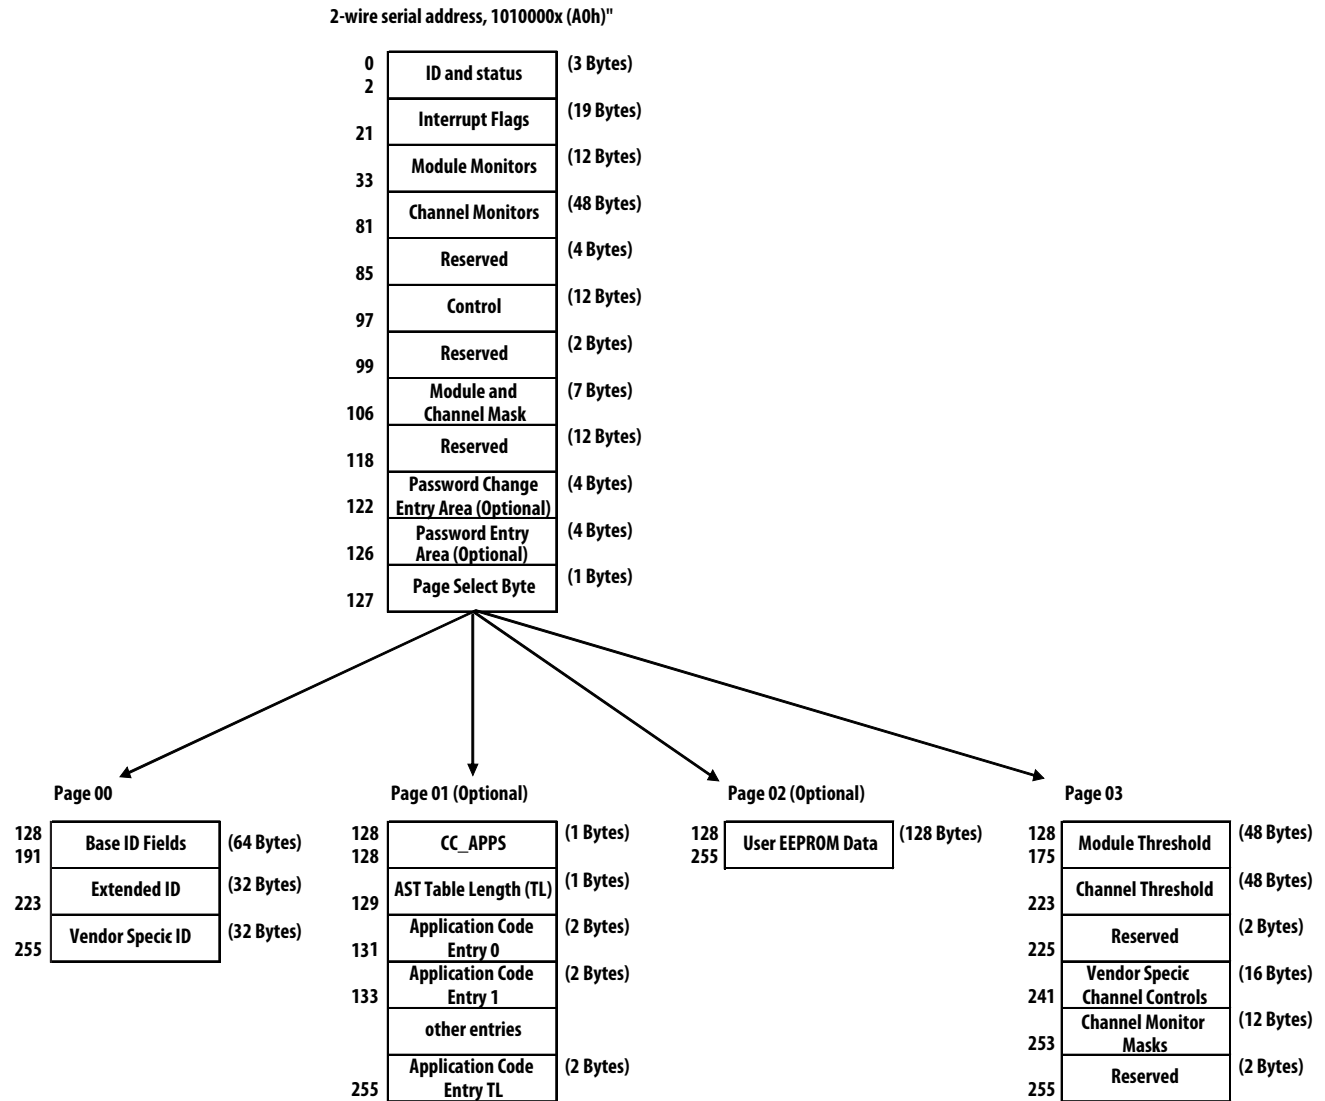 2-wire serial address, 1010000x (A0h)"
0
2
ID and status
(3 Bytes)
21
Interrupt Flags
(19 Bytes)
33
Module Monitors
(12 Bytes)
81
Channel Monitors
(48 Bytes)
85
Reserved
(4 Bytes)
97
Control
(12 Bytes)
99
Reserved
(2 Bytes)
106
Module and
Channel Mask
(7 Bytes)
118
Reserved
(12 Bytes)
122
Password Change
Entry Area (Optional)
(4 Bytes)
126
Password Entry
Area (Optional)
(4 Bytes)
127
Page Select Byte
(1 Bytes)
Page 00
128
191
Base ID Fields
(64 Bytes)
223
Extended ID
(32 Bytes)
255
Vendor Specic ID
(32 Bytes)
Page 01 (Optional)
128
128
CC_APPS
(1 Bytes)
129
AST Table Length (TL)
(1 Bytes)
131
Application Code
Entry 0
(2 Bytes)
133
Application Code
Entry 1
(2 Bytes)
other entries
255
Application Code
Entry TL
(2 Bytes)
Page 02 (Optional)
128
255
User EEPROM Data
(128 Bytes)
Page 03
128
175
Module Threshold
(48 Bytes)
223
Channel Threshold
(48 Bytes)
225
Reserved
(2 Bytes)
241
Vendor Specic
Channel Controls
(16 Bytes)
253
Channel Monitor
Masks
(12 Bytes)
255
Reserved
(2 Bytes)